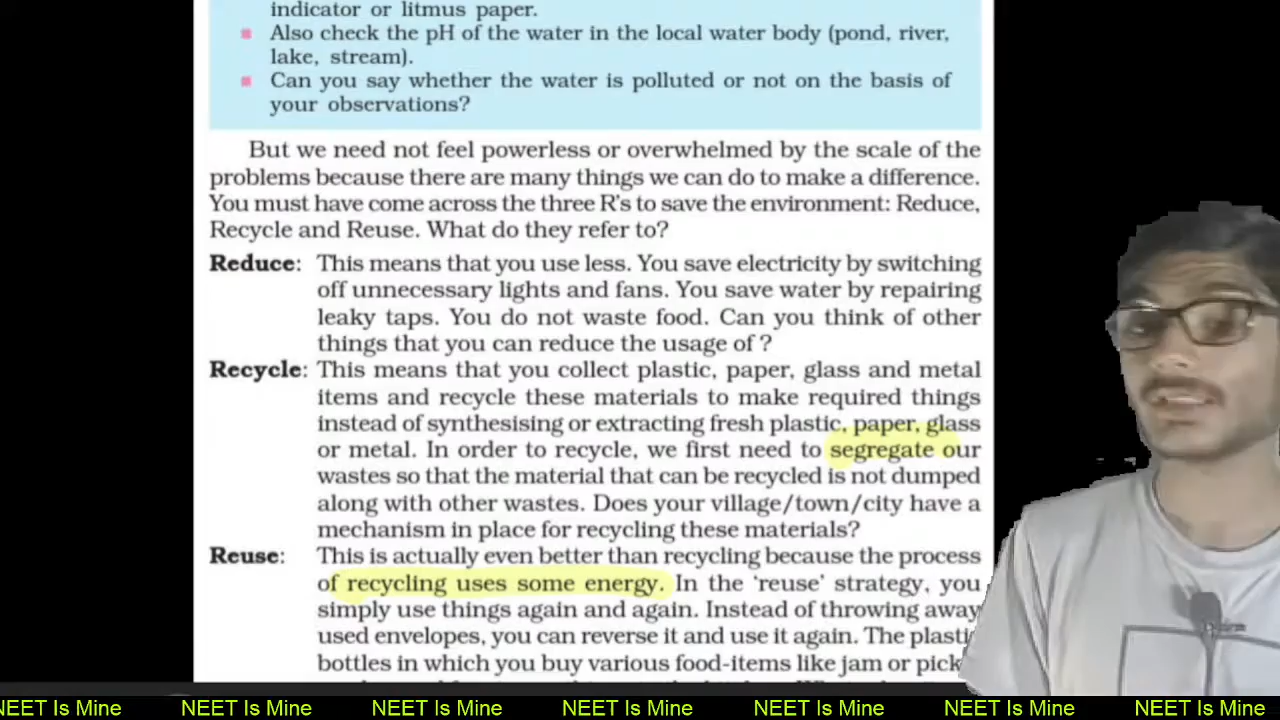 indicator or litmus paper.
Also check the pH of the water in the local water body (pond, river,
lake, stream).
Can you say whether the water is polluted or not on the basis of
your observations?
But we need not feel powerless or overwhelmed by the scale of the
problems because there are many things we can do to make a difference.
You must have come across the three R's to save the environment: Reduce,
Recycle and Reuse. What do they refer to?
Reduce: This means that you use less. You save electricity by switching
off unnecessary lights and fans. You save water by repairing
leaky taps. You do not waste food. Can you think of other
things that you can reduce the usage of ?
Recycle: This means that you collect plastic, paper, glass and metal
items and recycle these materials to make required things
instead of synthesising or extracting fresh plastic, paper, glass
or metal. In order to recycle, we first need to segregate our
wastes so that the material that can be recycled is not dumped
along with other wastes. Does your village/town/city have a
mechanism in place for recycling these materials?
Reuse: This is actually even better than recycling because the process
of recycling uses some energy. In the 'reuse' strategy, you
simply use things again and again. Instead of throwing away
used envelopes, you can reverse it and use it again. The plasti
bottles in which you buy various food-items like jam or pick
NEET Is Mine NEET Is Mine NEET Is Mine NEET Is Mine NEET Is Mine NEET Is Mine NEET Is Mine